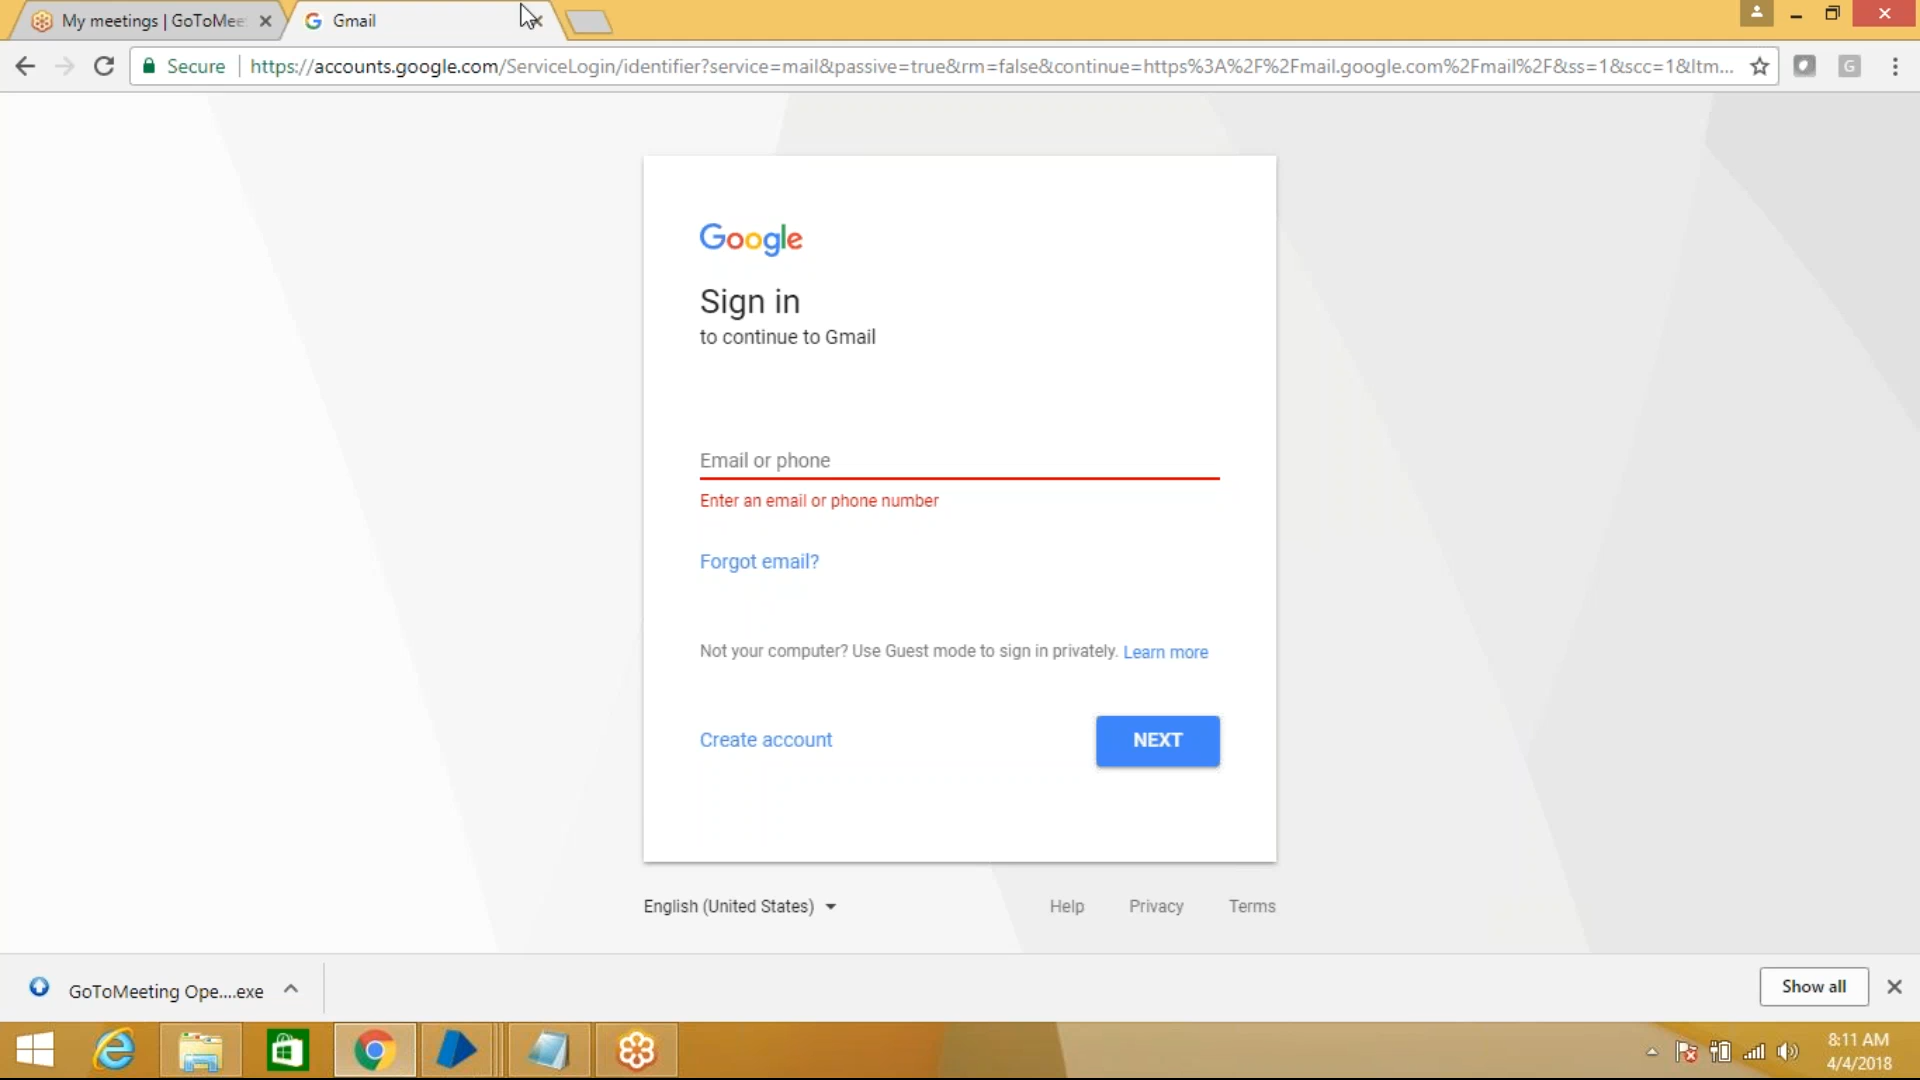 My meetings | GoToMee
Gmail
Secure
https://accounts.google.com/ServiceLogin/identifier?service=mail&passive=true&rm=false&continue=https%3A%2F%2Fmail.google.com%2Fmail%2F&ss=1&scc=1&ltm...
G
Google
Sign in
to continue to Gmail
Email or phone
Enter an email or phone number
Forgot email?
Not your computer? Use Guest mode to sign in privately. Learn more
Create account
NEXT
English (United States)
Help
Privacy
Terms
GoToMeeting Ope....exe
Show all
8:11 AM
4/4/2018